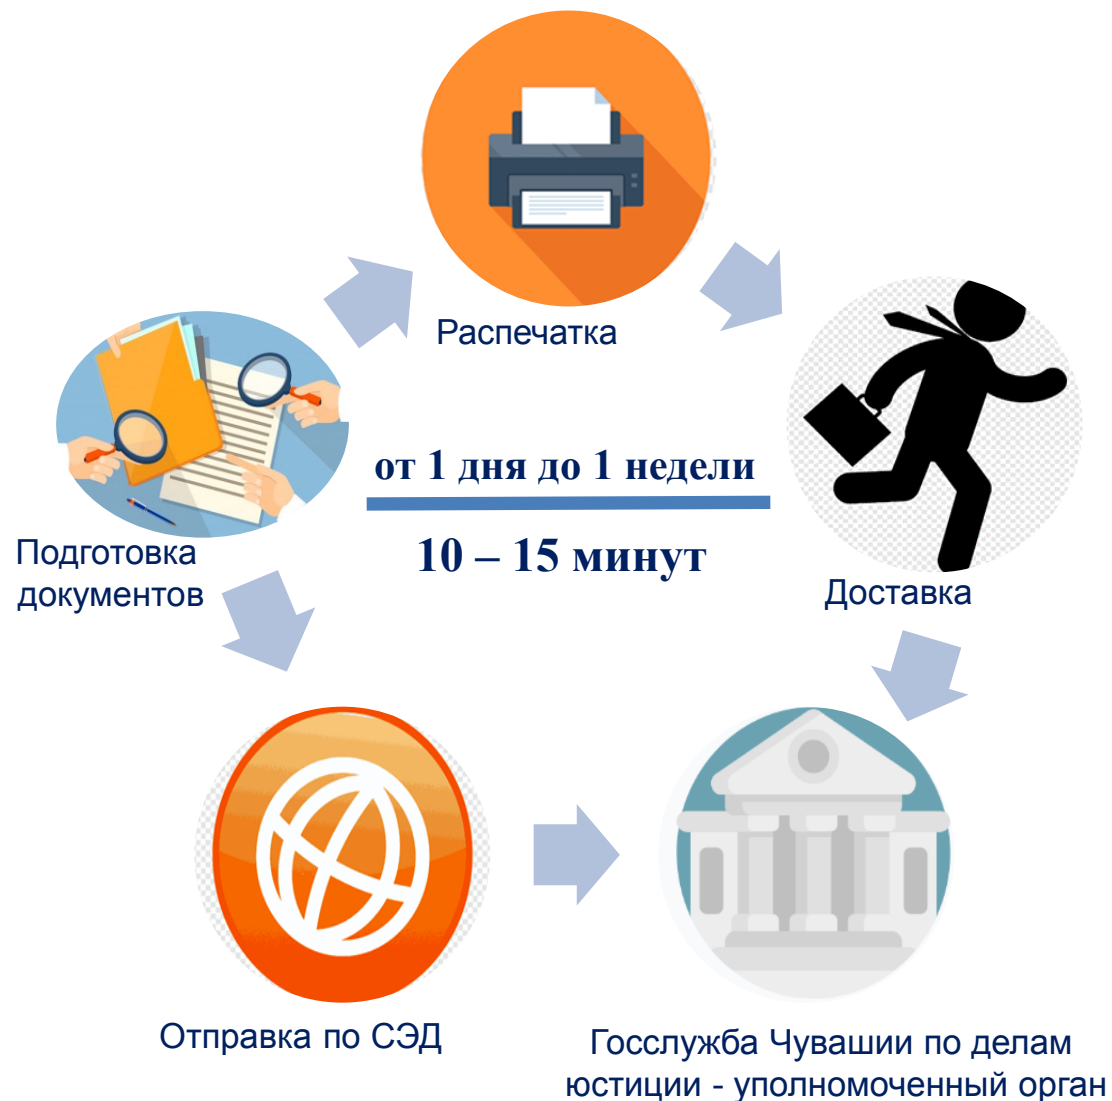 Распечатка
от 1 дня до 1 недели
10 – 15 минут
Подготовка
документов
Доставка
Отправка по СЭД
Госслужба Чувашии по делам
юстиции - уполномоченный орган